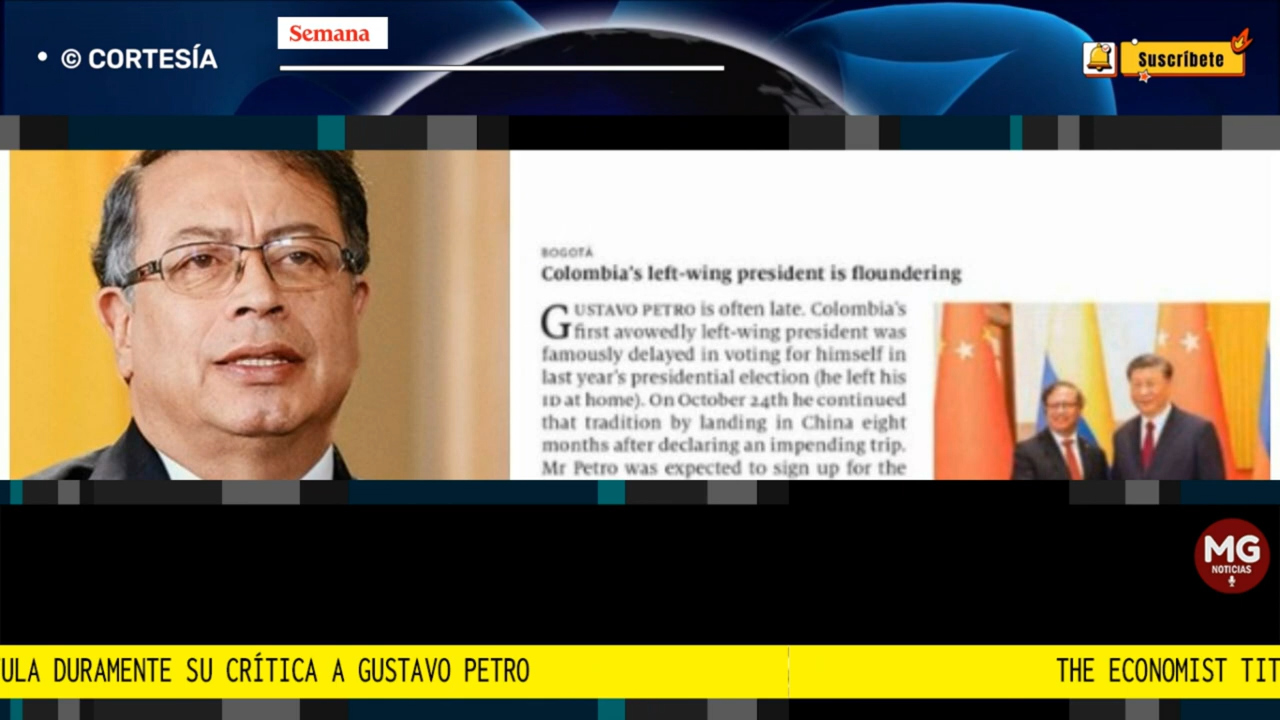 Semana
• © CORTESÍA
Suscríbete
BOGOTÁ
Colombia's left-wing president is floundering
GUSTAVO PETRO is often late. Colombia's
first avowedly left-wing president was
famously delayed in voting for himself in
last year's presidential election (he left his
ID at home). On October 24th he continued
that tradition by landing in China eight
months after declaring an impending trip.
Mr Petro was expected to sign up for the
MG
NOTICIAS
ULA DURAMENTE SU CRÍTICA A GUSTAVO PETRO
THE ECONOMIST TIT